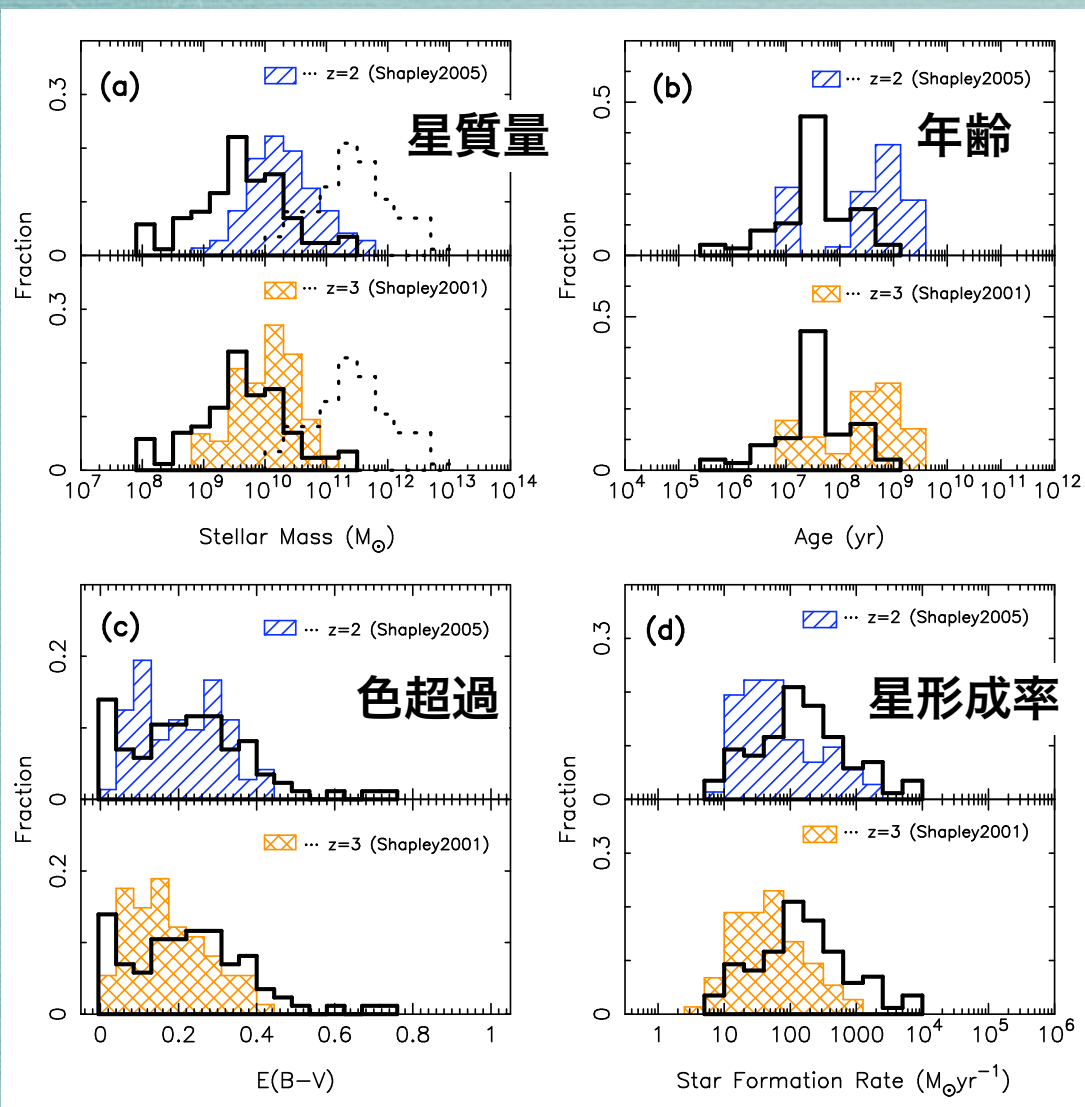 (a)
z=2 (Shapley2005)
星質量
0.3
0
Fraction
z=3 (Shapley2001)
0.3
0
10^7 10^8 10^9 10^10 10^11 10^12 10^13 10^14
Stellar Mass (M⊙)
(b)
z=2 (Shapley2005)
年齢
0.5
0
Fraction
z=3 (Shapley2001)
0.5
0
10^4 10^5 10^6 10^7 10^8 10^9 10^10 10^11 10^12
Age (yr)
(c)
z=2 (Shapley2005)
色超過
0.2
0
Fraction
z=3 (Shapley2001)
0.2
0
0 0.2 0.4 0.6 0.8 1
E(B−V)
(d)
z=2 (Shapley2005)
星形成率
0.3
0
Fraction
z=3 (Shapley2001)
0.3
0
1 10 100 1000 10^4 10^5 10^6
Star Formation Rate (M⊙yr^−1)